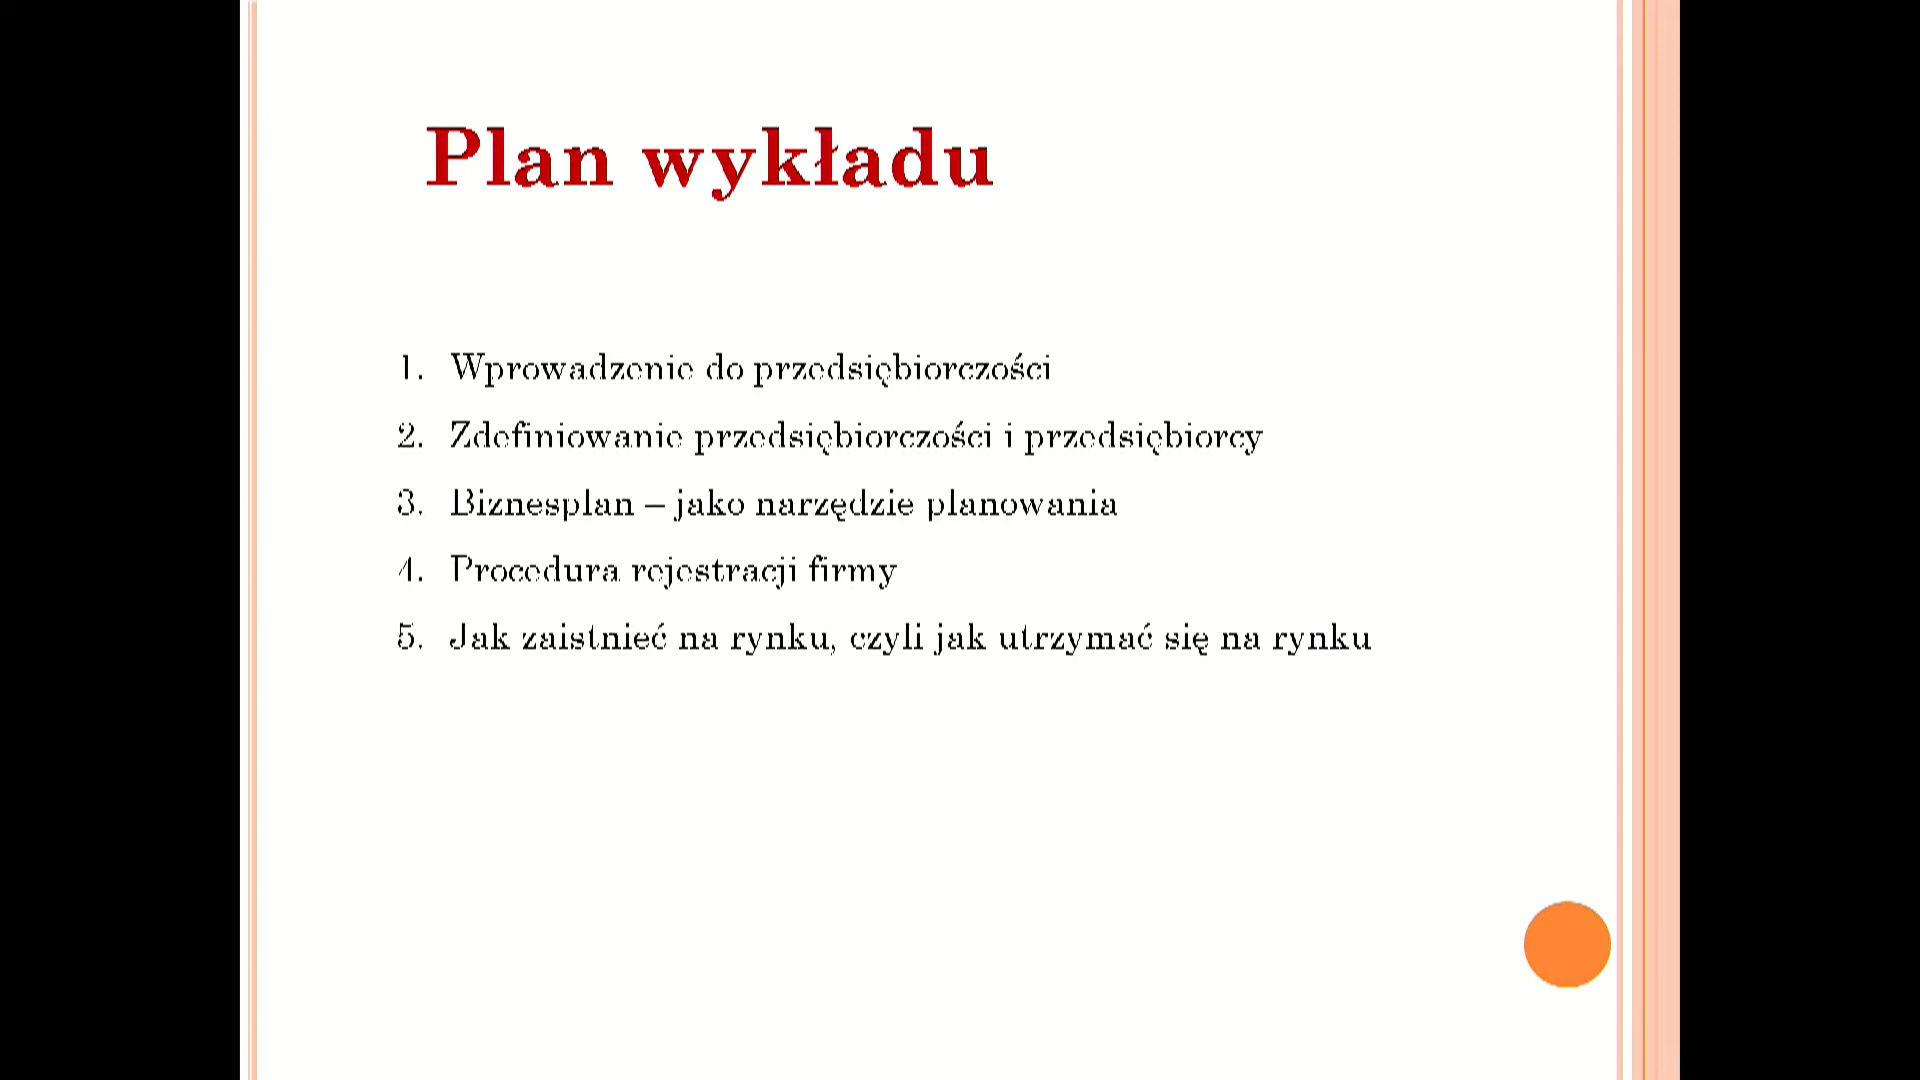 Plan wykładu
1. Wprowadzenie do przedsiębiorczości
2. Zdefiniowanie przedsiębiorczości i przedsiębiorcy
3. Biznesplan – jako narzędzie planowania
4. Procedura rejestracji firmy
5. Jak zaistnieć na rynku, czyli jak utrzymać się na rynku